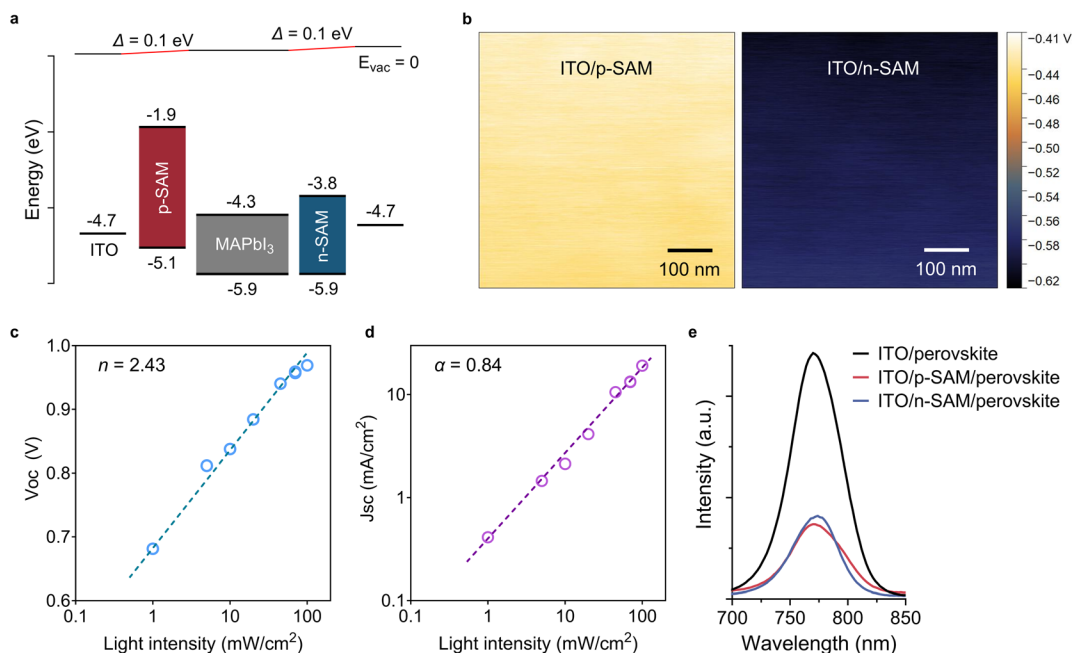 a
Δ = 0.1 eV
Δ = 0.1 eV
E_vac = 0
Energy (eV)
-1.9
p-SAM
-5.1
-4.7
ITO
-4.3
MAPbI₃
-5.9
-3.8
n-SAM
-5.9
-4.7
b
ITO/p-SAM
100 nm
ITO/n-SAM
100 nm
−0.41 V
−0.44
−0.46
−0.48
−0.50
−0.52
−0.54
−0.56
−0.58
−0.62
c
n = 2.43
Voc (V)
1.0
0.9
0.8
0.7
0.6
0.1
1
10
100
Light intensity (mW/cm²)
d
α = 0.84
Jsc (mA/cm²)
10
1
0.1
0.1
1
10
100
Light intensity (mW/cm²)
e
ITO/perovskite
ITO/p-SAM/perovskite
ITO/n-SAM/perovskite
Intensity (a.u.)
700
750
800
850
Wavelength (nm)